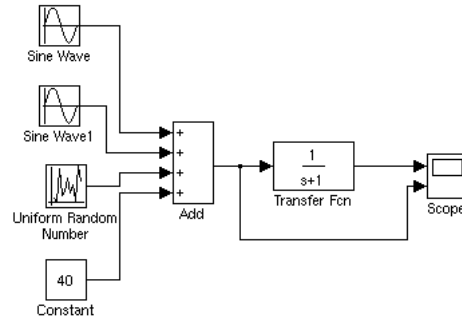 Sine Wave
Sine Wave1
Uniform Random
Number
40
Constant
+
+
+
+
Add
1
s+1
Transfer Fcn
Scope